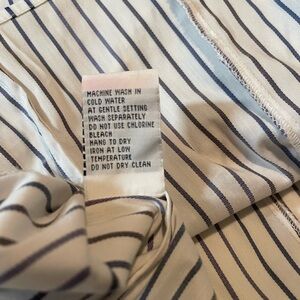 MACHINE WASH IN
COLD WATER
AT GENTLE SETTING
WASH SEPARATELY
DO NOT USE CHLORINE
BLEACH
HANG TO DRY
IRON AT LOW
TEMPERATURE
DO NOT DRY CLEAN